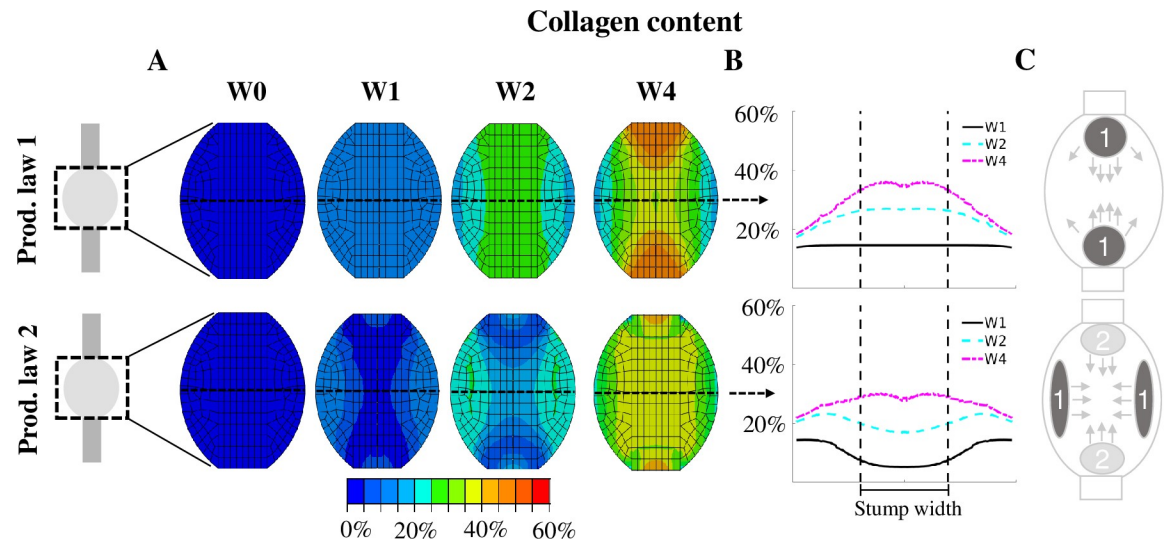 Collagen content
A
B
C
W0
W1
W2
W4
Prod. law 1
60%
40%
20%
W1
W2
W4
1
1
Prod. law 2
60%
40%
20%
W1
W2
W4
2
1
1
2
0%
20%
40%
60%
Stump width